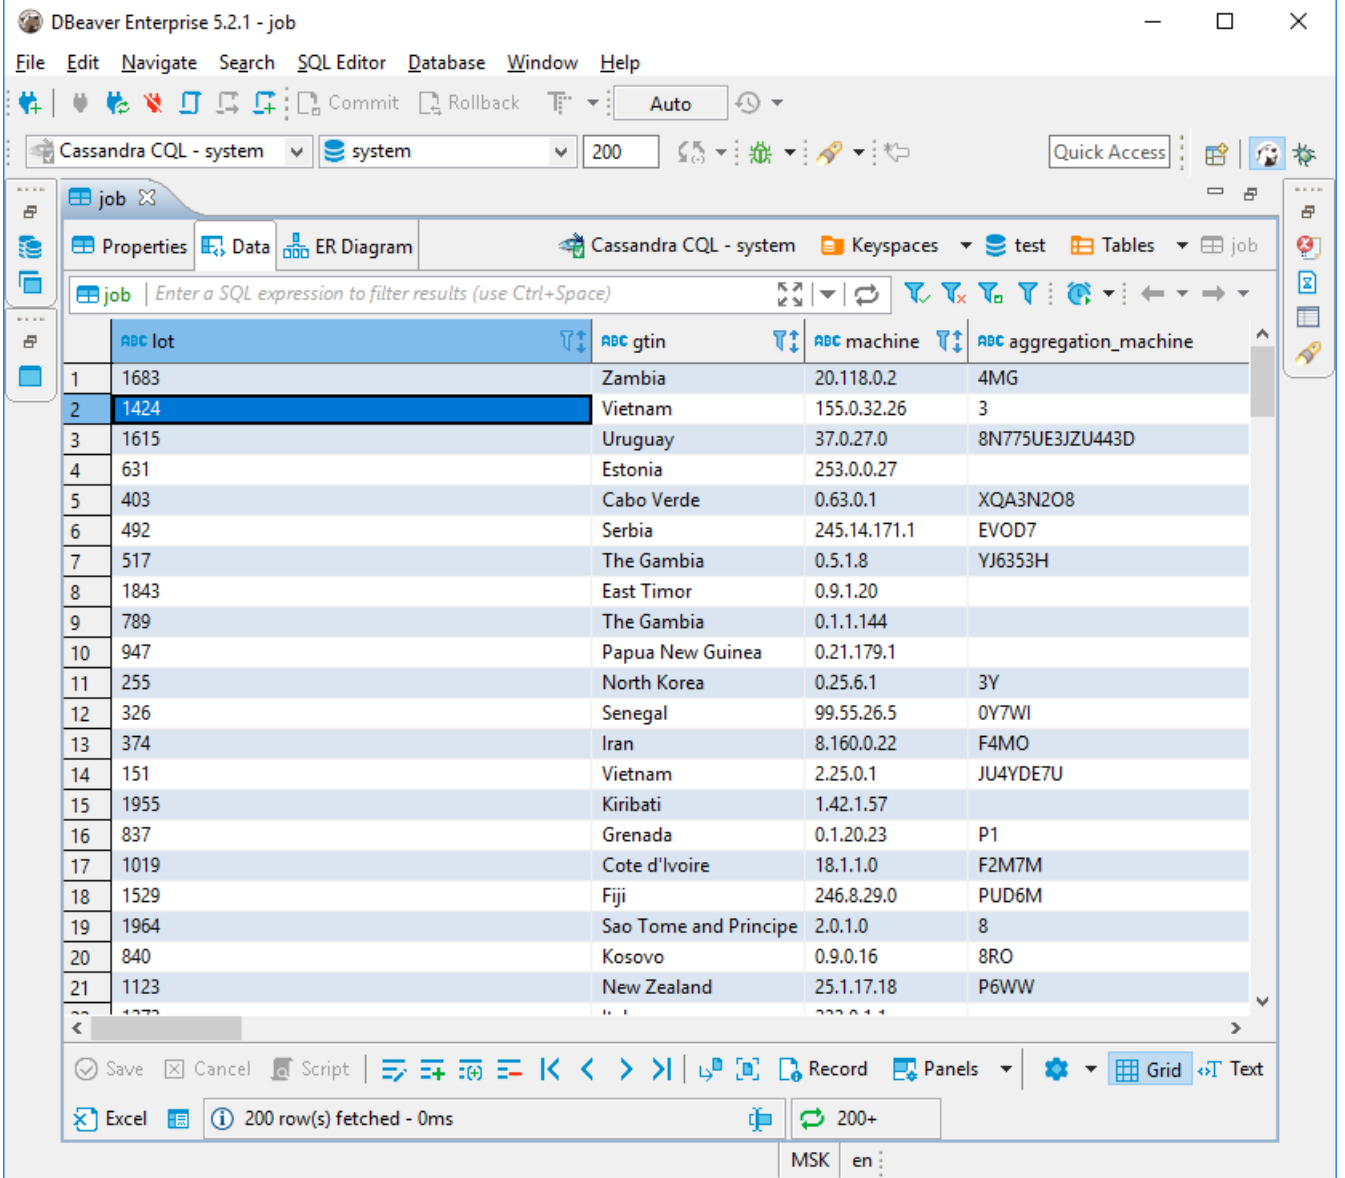 DBeaver Enterprise 5.2.1 - job
File Edit Navigate Search SQL Editor Database Window Help
Commit Rollback Auto
Cassandra CQL - system system 200 Quick Access
job
Properties Data ER Diagram Cassandra CQL - system Keyspaces test Tables job
job Enter a SQL expression to filter results (use Ctrl+Space)
ABC lot ABC gtin ABC machine ABC aggregation_machine
1 1683 Zambia 20.118.0.2 4MG
2 1424 Vietnam 155.0.32.26 3
3 1615 Uruguay 37.0.27.0 8N775UE3JZU443D
4 631 Estonia 253.0.0.27
5 403 Cabo Verde 0.63.0.1 XQA3N2O8
6 492 Serbia 245.14.171.1 EVOD7
7 517 The Gambia 0.5.1.8 YJ6353H
8 1843 East Timor 0.9.1.20
9 789 The Gambia 0.1.1.144
10 947 Papua New Guinea 0.21.179.1
11 255 North Korea 0.25.6.1 3Y
12 326 Senegal 99.55.26.5 0Y7WI
13 374 Iran 8.160.0.22 F4MO
14 151 Vietnam 2.25.0.1 JU4YDE7U
15 1955 Kiribati 1.42.1.57
16 837 Grenada 0.1.20.23 P1
17 1019 Cote d'Ivoire 18.1.1.0 F2M7M
18 1529 Fiji 246.8.29.0 PUD6M
19 1964 Sao Tome and Principe 2.0.1.0 8
20 840 Kosovo 0.9.0.16 8RO
21 1123 New Zealand 25.1.17.18 P6WW
Save Cancel Script Record Panels Grid Text
Excel 200 row(s) fetched - 0ms 200+
MSK en